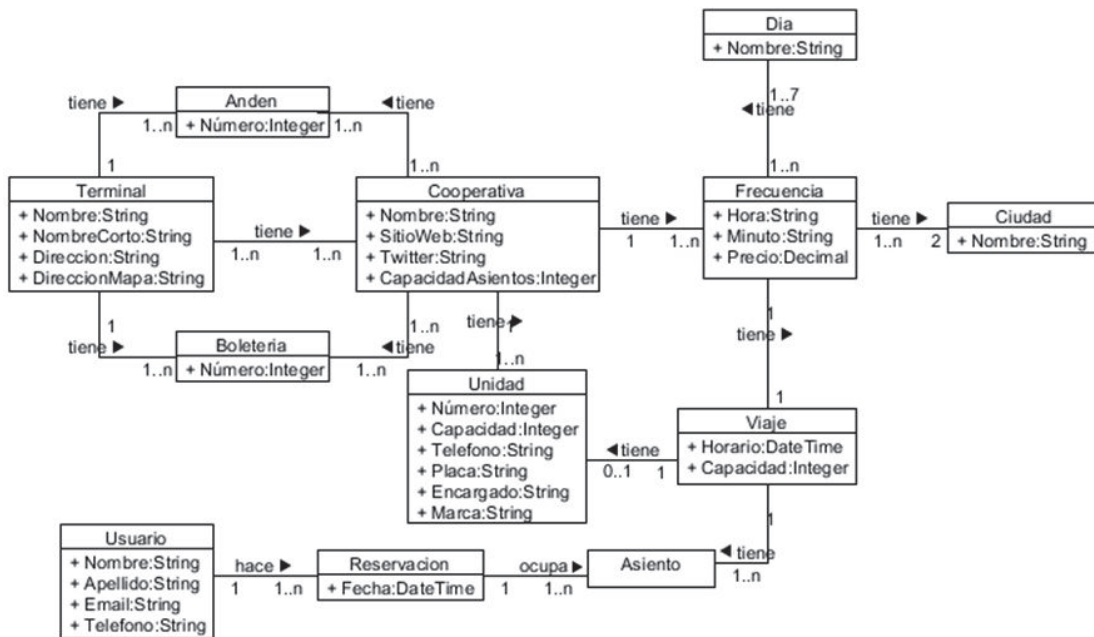 Dia
+ Nombre:String
1..7
◄tiene
1..n
tiene ►
Anden
◄tiene
+ Número:Integer
1..n
1..n
1
1..n
Terminal
+ Nombre:String
+ NombreCorto:String
+ Direccion:String
+ DireccionMapa:String
tiene ►
1..n
1..n
Cooperativa
+ Nombre:String
+ SitioWeb:String
+ Twitter:String
+ CapacidadAsientos:Integer
tiene ►
1
1..n
Frecuencia
+ Hora:String
+ Minuto:String
+ Precio:Decimal
tiene ►
1..n
2
Ciudad
+ Nombre:String
1
tiene ►
1..n
Boleteria
+ Número:Integer
1..n
◄tiene
1..n
1
tiene ►
1..n
1
tiene ►
1
Unidad
+ Número:Integer
+ Capacidad:Integer
+ Telefono:String
+ Placa:String
+ Encargado:String
+ Marca:String
◄tiene
0..1
1
Viaje
+ Horario:DateTime
+ Capacidad:Integer
1
◄tiene
1..n
Usuario
+ Nombre:String
+ Apellido:String
+ Email:String
+ Telefono:String
hace ►
1
1..n
Reservacion
+ Fecha:DateTime
ocupa►
1
1..n
Asiento